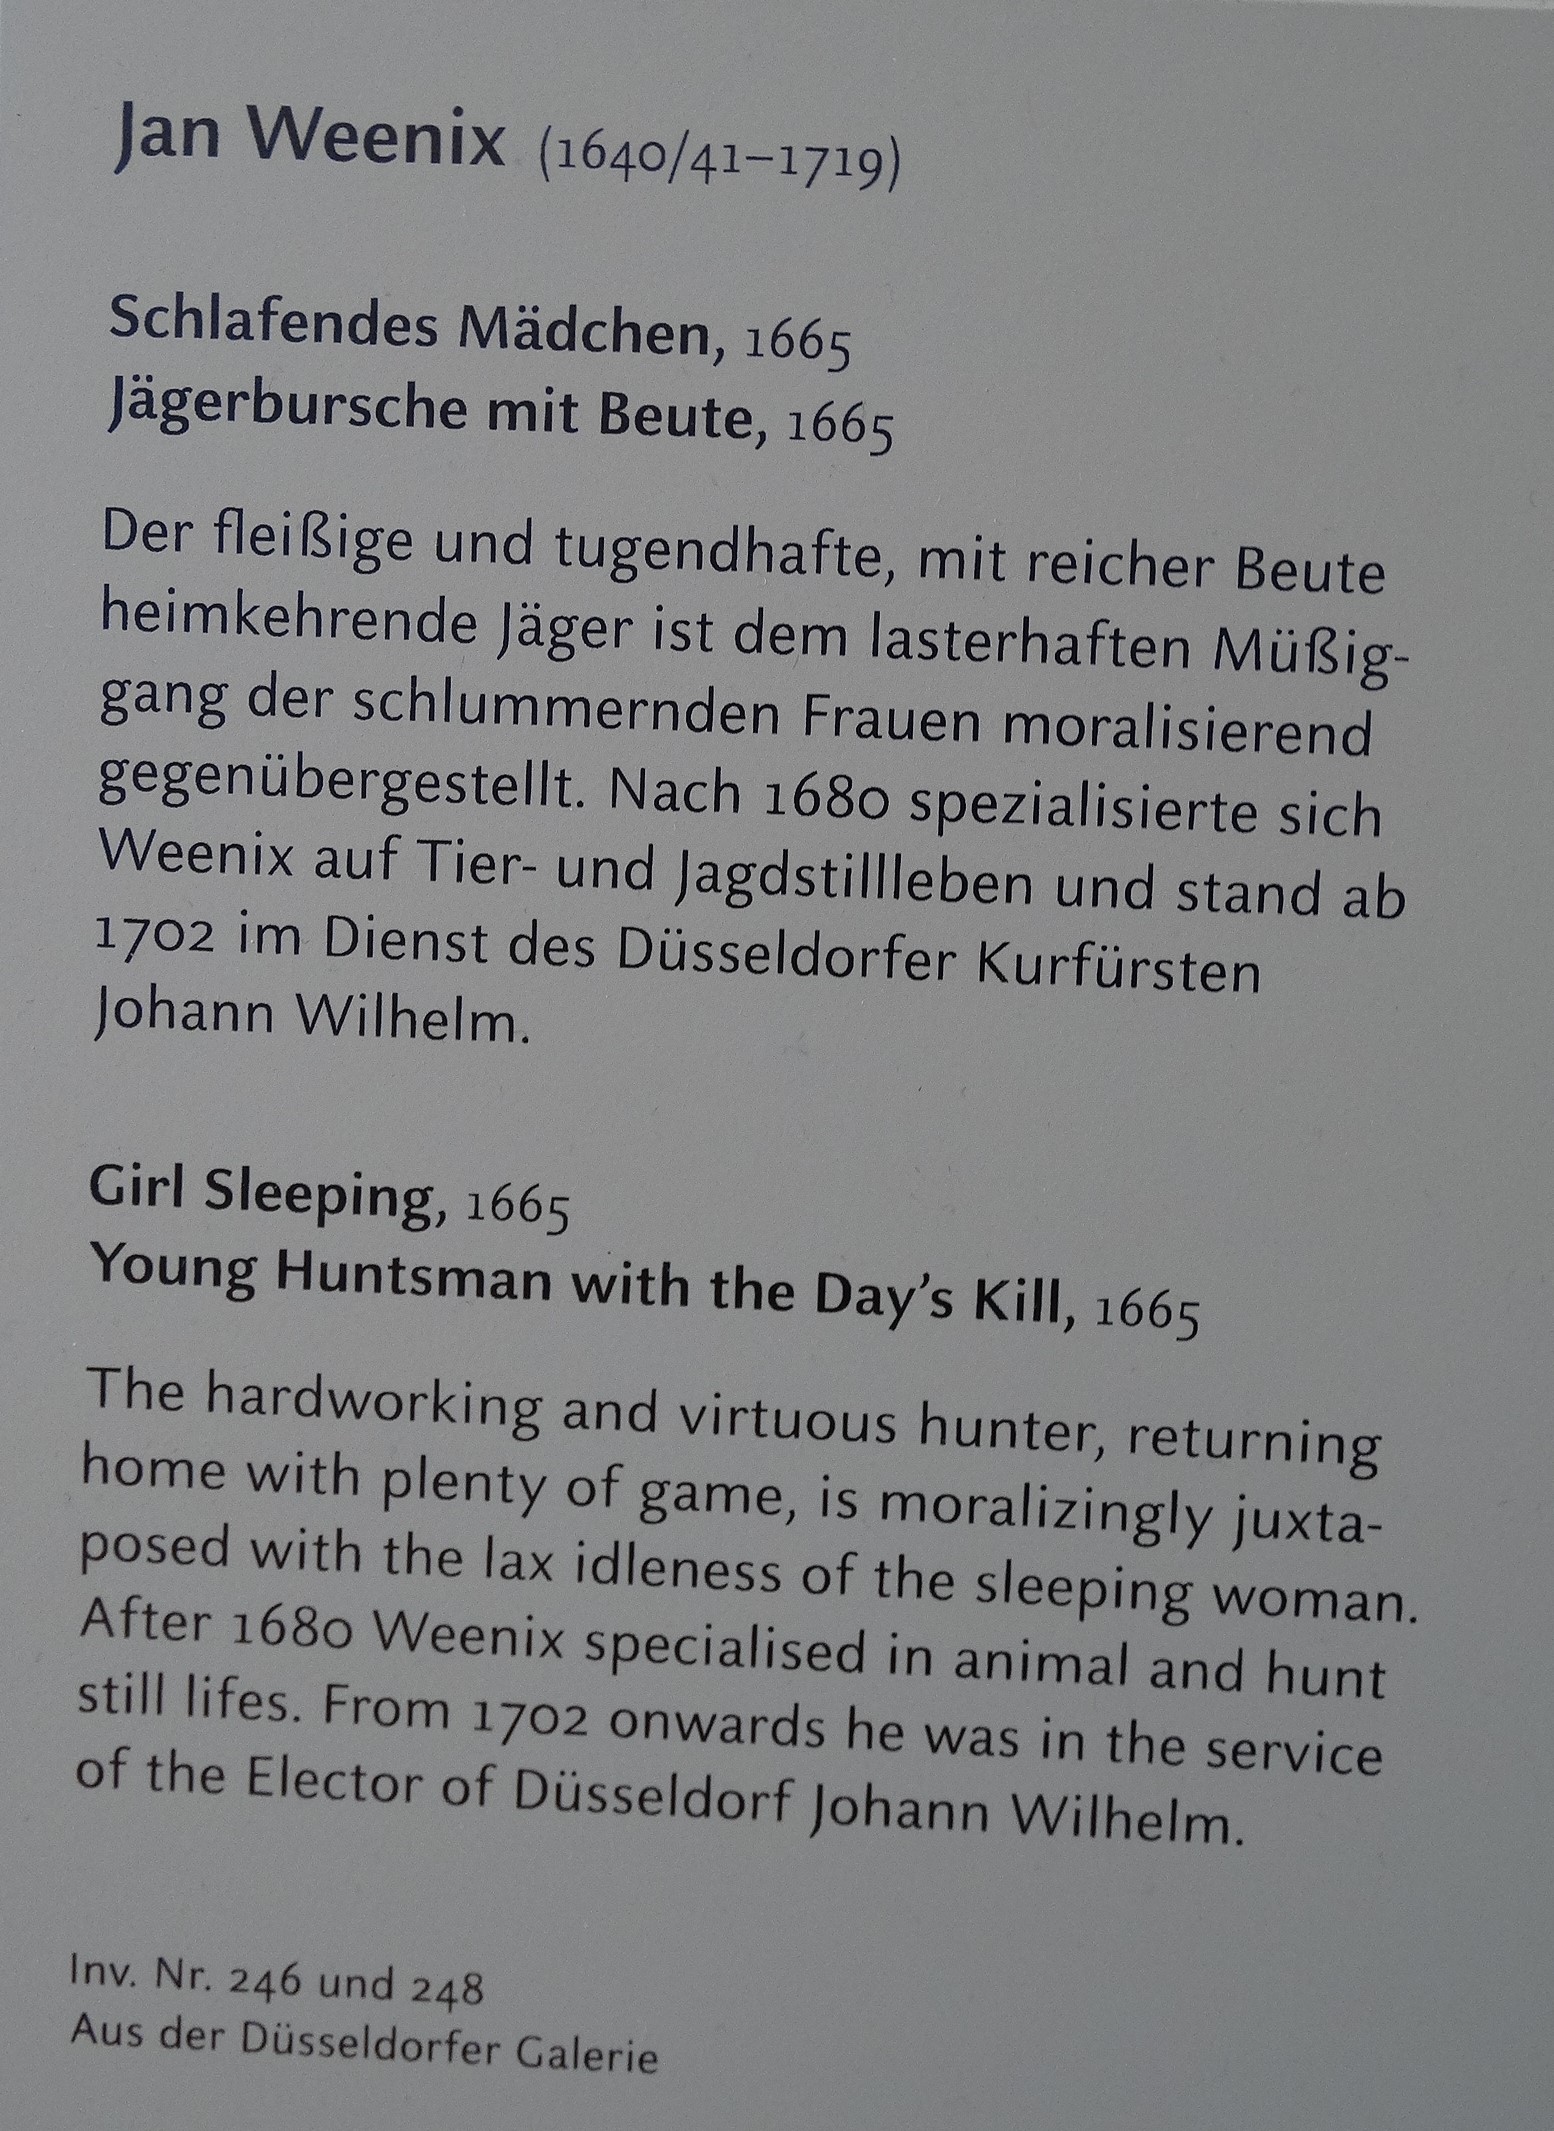 Jan Weenix (1640/41–1719)
Schlafendes Mädchen, 1665
Jägerbursche mit Beute, 1665
Der fleißige und tugendhafte, mit reicher Beute
heimkehrende Jäger ist dem lasterhaften Müßig-
gang der schlummernden Frauen moralisierend
gegenübergestellt. Nach 1680 spezialisierte sich
Weenix auf Tier- und Jagdstillleben und stand ab
1702 im Dienst des Düsseldorfer Kurfürsten
Johann Wilhelm.
Girl Sleeping, 1665
Young Huntsman with the Day’s Kill, 1665
The hardworking and virtuous hunter, returning
home with plenty of game, is moralizingly juxta-
posed with the lax idleness of the sleeping woman.
After 1680 Weenix specialised in animal and hunt
still lifes. From 1702 onwards he was in the service
of the Elector of Düsseldorf Johann Wilhelm.
Inv. Nr. 246 und 248
Aus der Düsseldorfer Galerie